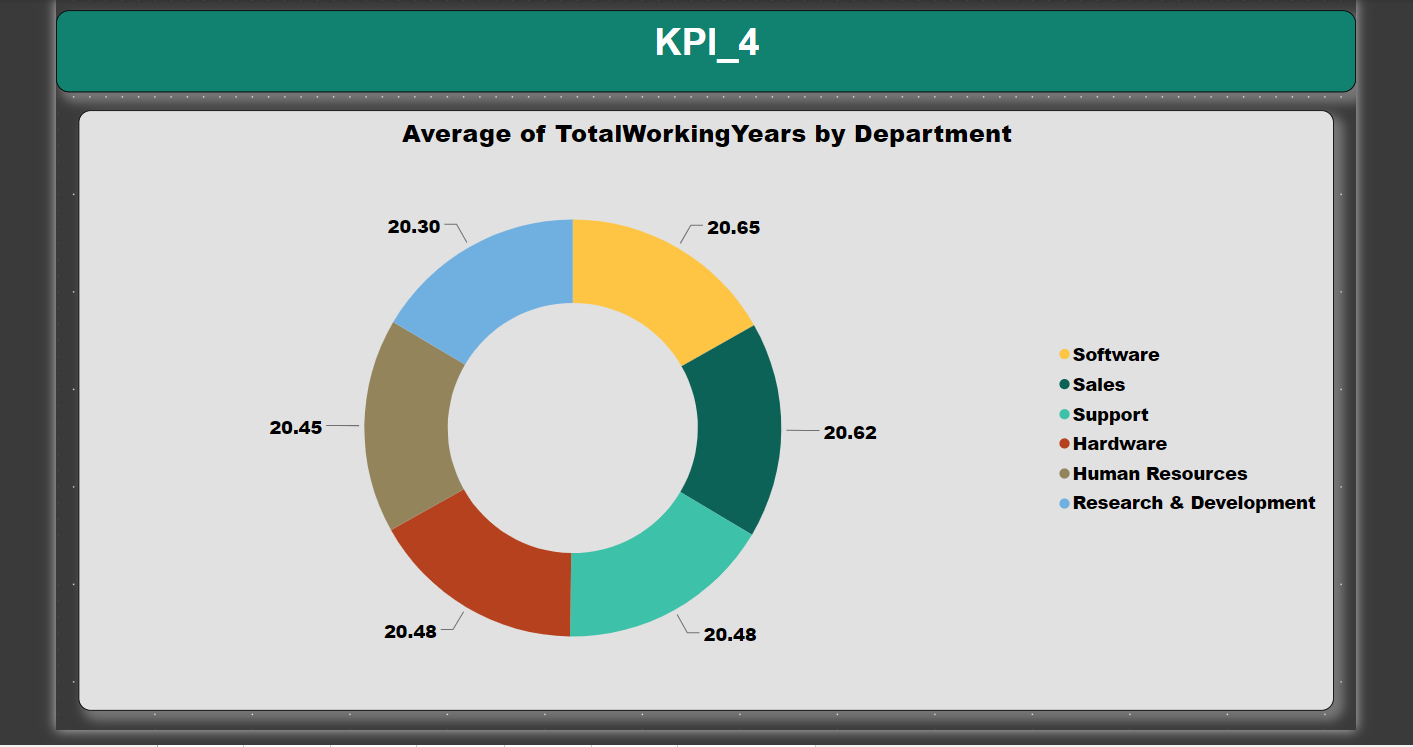 KPI_4
Average of TotalWorkingYears by Department
20.30
20.65
20.45
20.62
20.48
20.48
Software
Sales
Support
Hardware
Human Resources
Research & Development